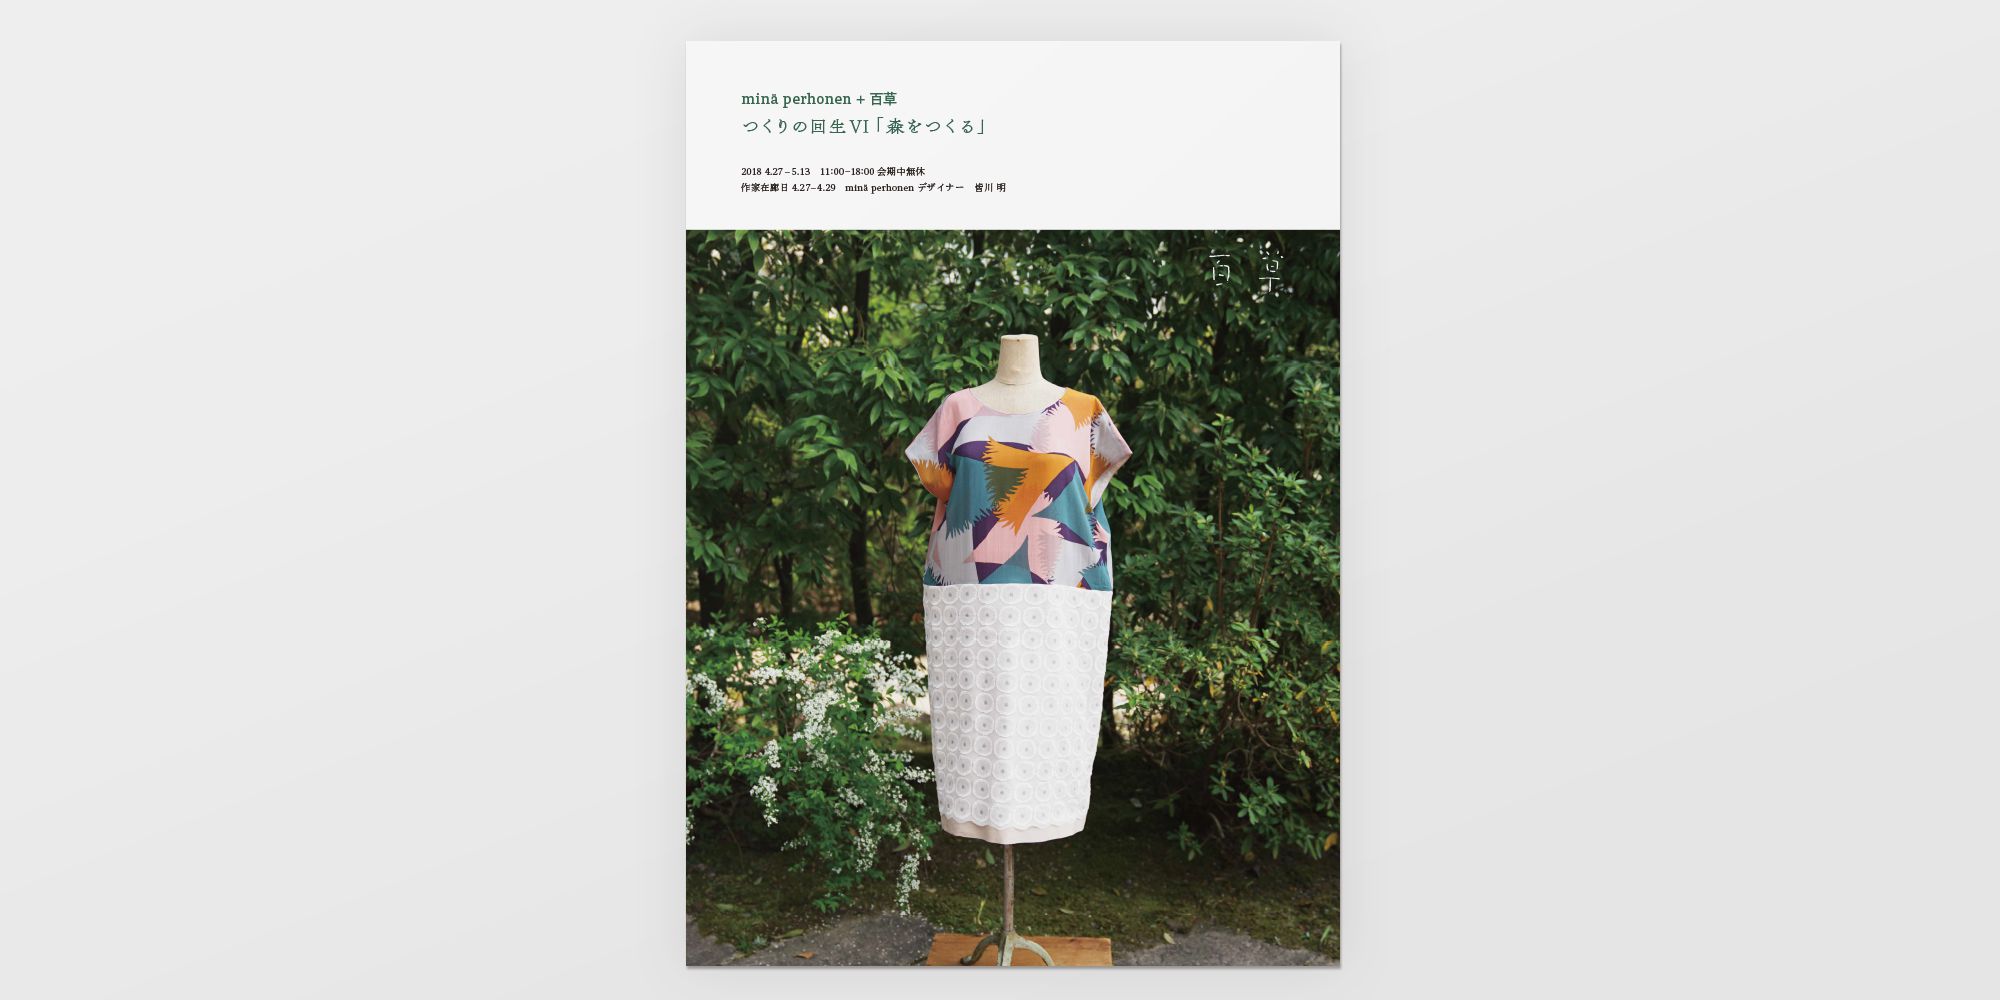 minä perhonen + 百草
つくりの回生 VI「森をつくる」
2018 4.27 – 5.13　11:00–18:00 会期中無休
作家在廊日 4.27–4.29　minä perhonen デザイナー　皆川 明
百草